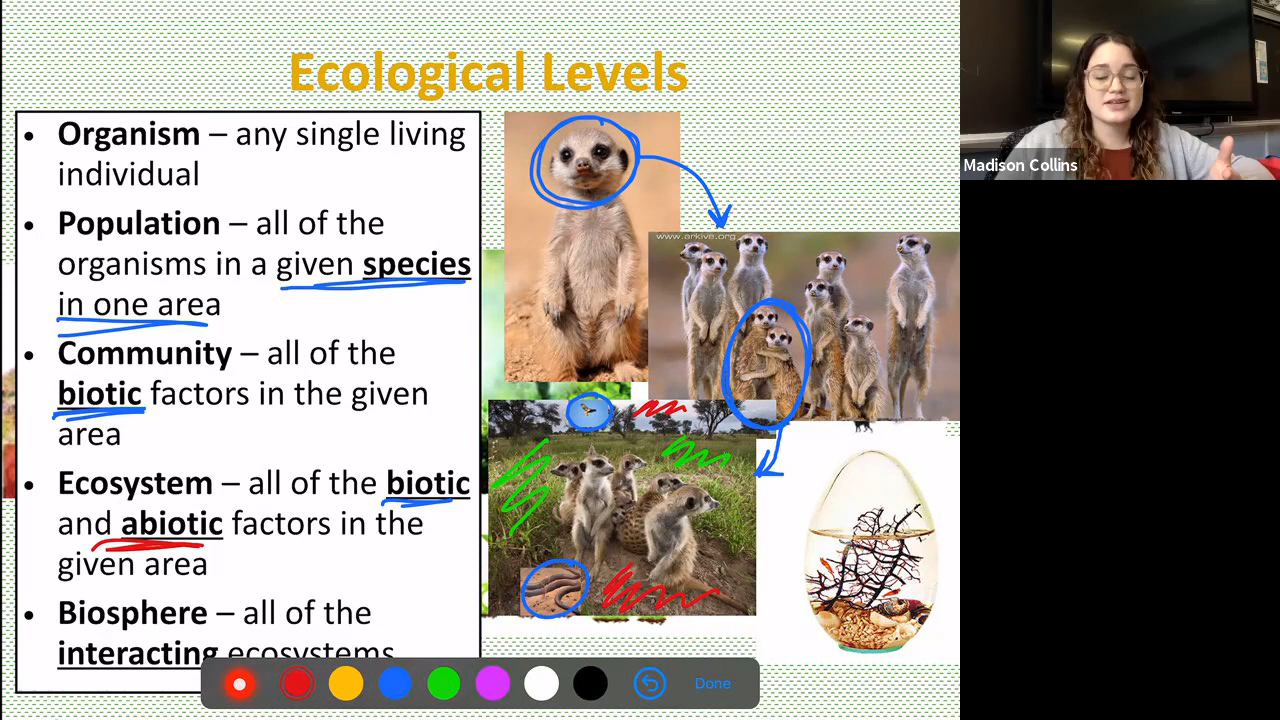 Ecological Levels
• Organism – any single living
individual
• Population – all of the
organisms in a given species
in one area
• Community – all of the
biotic factors in the given
area
• Ecosystem – all of the biotic
and abiotic factors in the
given area
• Biosphere – all of the
interacting ecosystems
www.arkive.org
Madison Collins
Done